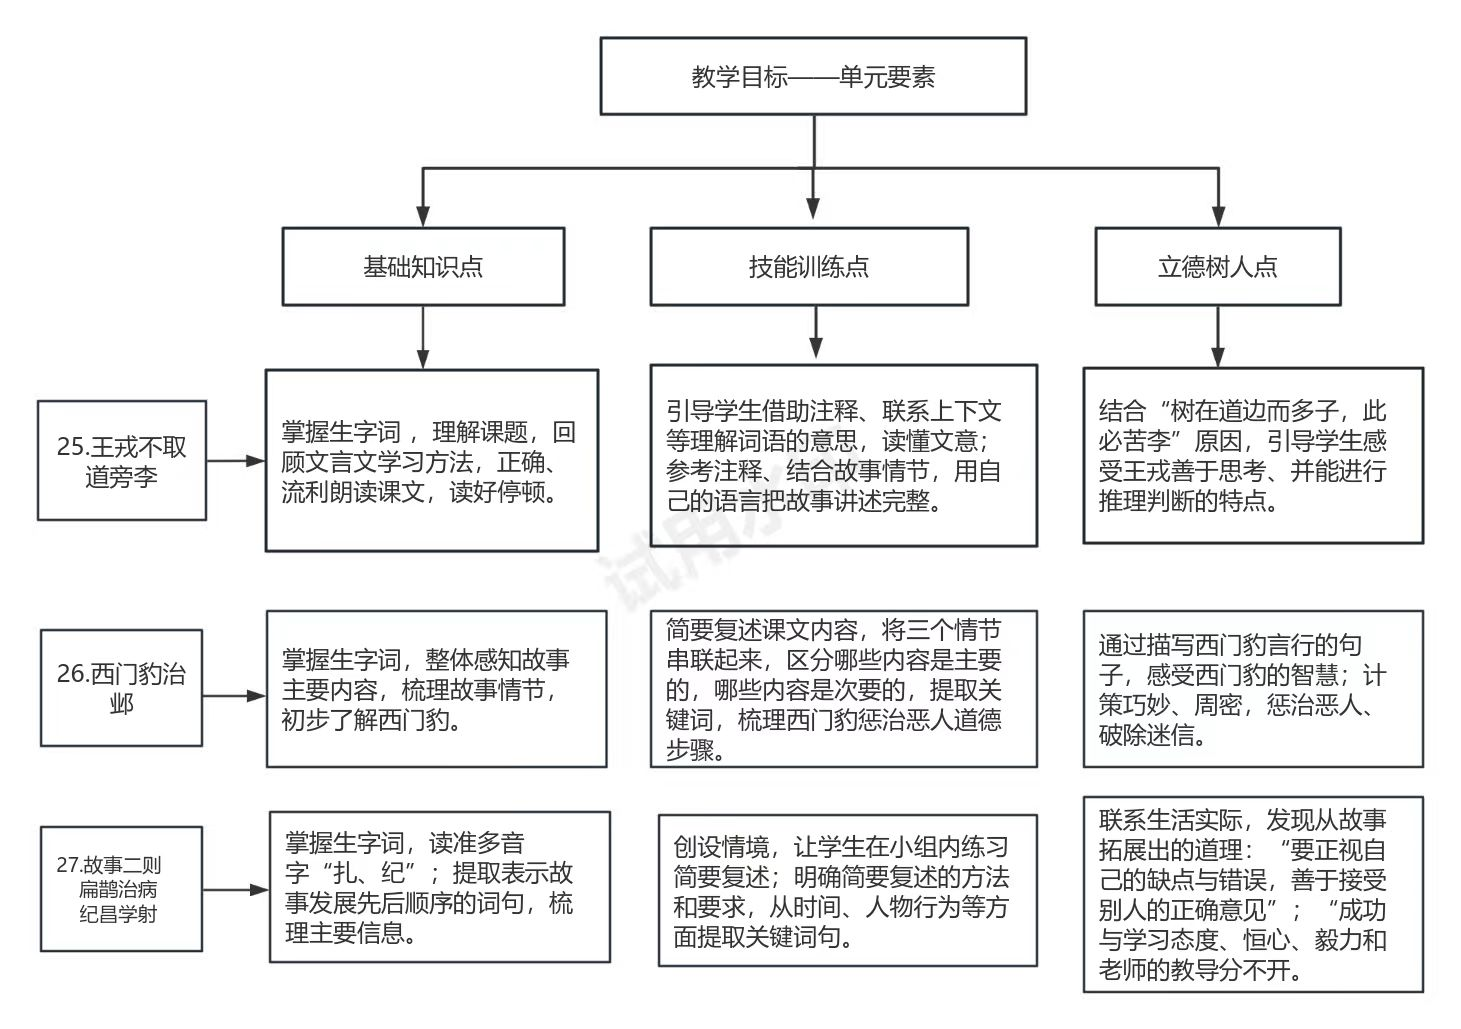 教学目标——单元要素
基础知识点
技能训练点
立德树人点
25.王戎不取
道旁李
掌握生字词，理解课题，回
顾文言文学习方法，正确、
流利朗读课文，读好停顿。
引导学生借助注释、联系上下文
等理解词语的意思，读懂文意；
参考注释、结合故事情节，用自
己的语言把故事讲述完整。
结合“树在道边而多子，此
必苦李”原因，引导学生感
受王戎善于思考、并能进行
推理判断的特点。
试用水
26.西门豹治
邺
掌握生字词，整体感知故事
主要内容，梳理故事情节，
初步了解西门豹。
简要复述课文内容，将三个情节
串联起来，区分哪些内容是主要
的，哪些内容是次要的，提取关
键词，梳理西门豹惩治恶人道德
步骤。
通过描写西门豹言行的句
子，感受西门豹的智慧；计
策巧妙、周密，惩治恶人、
破除迷信。
27.故事二则
扁鹊治病
纪昌学射
掌握生字词，读准多音
字“扎、纪”；提取表示故
事发展先后顺序的词句，梳
理主要信息。
创设情境，让学生在小组内练习
简要复述；明确简要复述的方法
和要求，从时间、人物行为等方
面提取关键词句。
联系生活实际，发现从故事
拓展出的道理：“要正视自
己的缺点与错误，善于接受
别人的正确意见”；“成功
与学习态度、恒心、毅力和
老师的教导分不开。